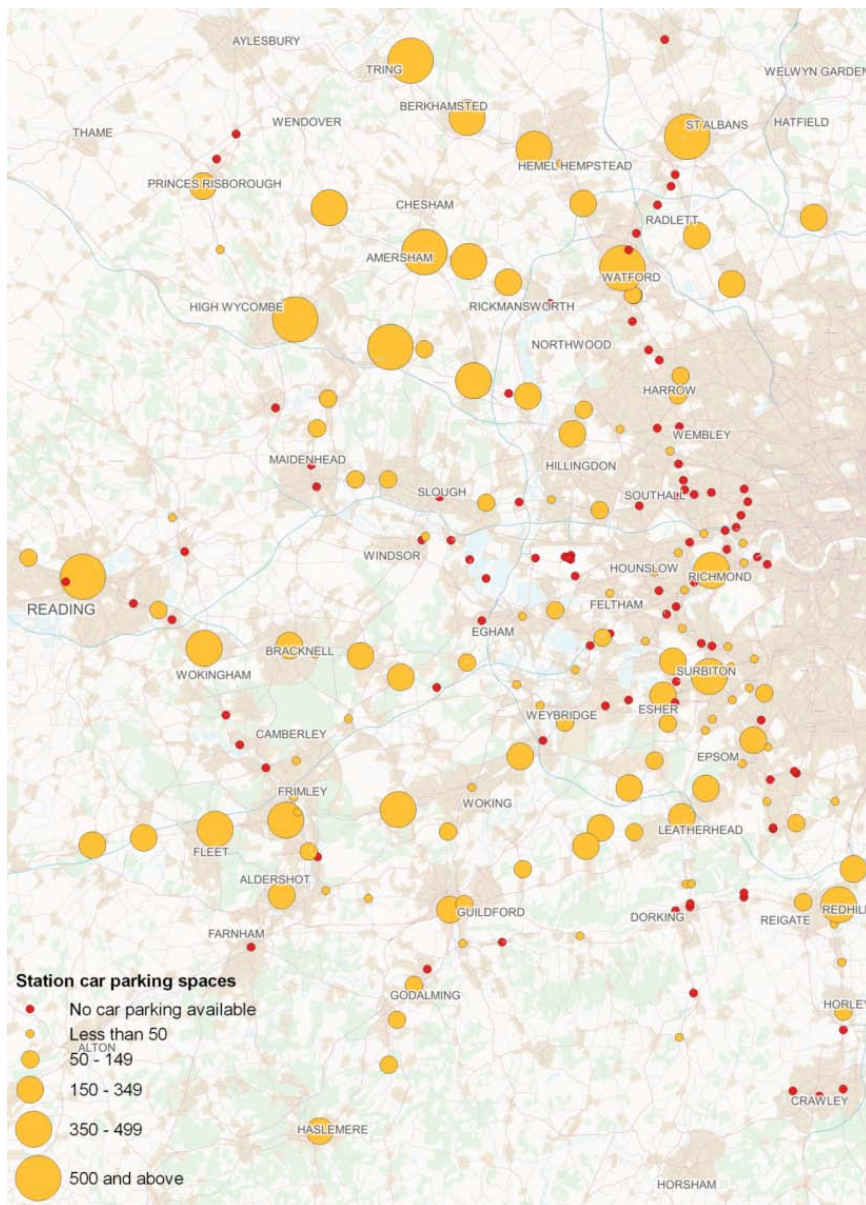 AYLESBURY
TRING
WELWYN GARDEN
BERKHAMSTED
WENDOVER
ST ALBANS
HATFIELD
THAME
HEMEL HEMPSTEAD
PRINCES RISBOROUGH
CHESHAM
RADLETT
AMERSHAM
WATFORD
HIGH WYCOMBE
RICKMANSWORTH
NORTHWOOD
HARROW
WEMBLEY
MAIDENHEAD
HILLINGDON
SLOUGH
SOUTHALL
WINDSOR
HOUNSLOW
RICHMOND
READING
FELTHAM
EGHAM
BRACKNELL
WOKINGHAM
SURBITON
ESHER
WEYBRIDGE
CAMBERLEY
EPSOM
FRIMLEY
WOKING
LEATHERHEAD
FLEET
ALDERSHOT
GUILDFORD
DORKING
REIGATE
REDHILL
FARNHAM
Station car parking spaces
No car parking available
GODALMING
HORLEY
Less than 50
ALTON
50 - 149
150 - 349
CRAWLEY
350 - 499
HASLEMERE
500 and above
HORSHAM